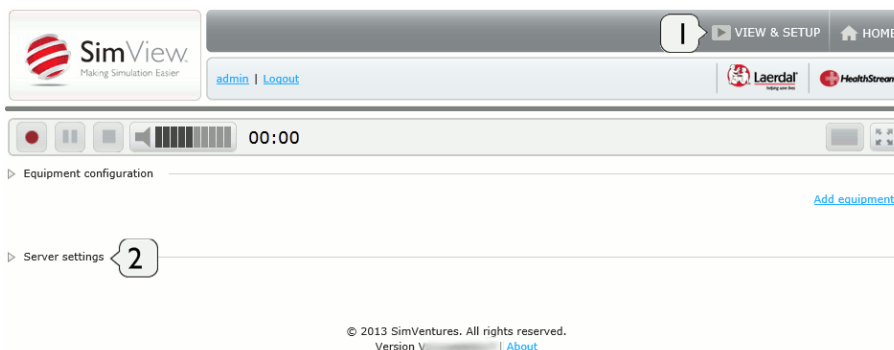 1
VIEW & SETUP
HOME
SimView
Making Simulation Easier
admin | Logout
Laerdal
helping save lives
HealthStream
00:00
Equipment configuration
Add equipment
Server settings
2
© 2013 SimVentures. All rights reserved.
Version V | About